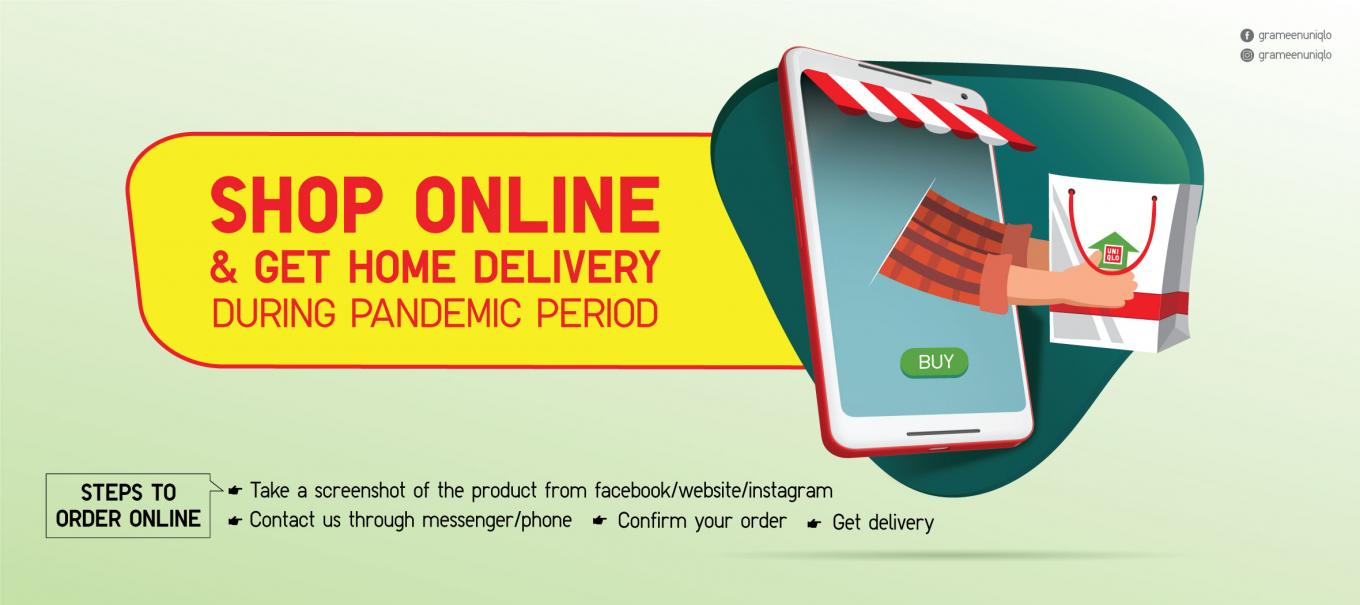 grameenuniqlo
grameenuniqlo
SHOP ONLINE
& GET HOME DELIVERY
DURING PANDEMIC PERIOD
UNI
QLO
BUY
STEPS TO
ORDER ONLINE
Take a screenshot of the product from facebook/website/instagram
Contact us through messenger/phone Confirm your order Get delivery